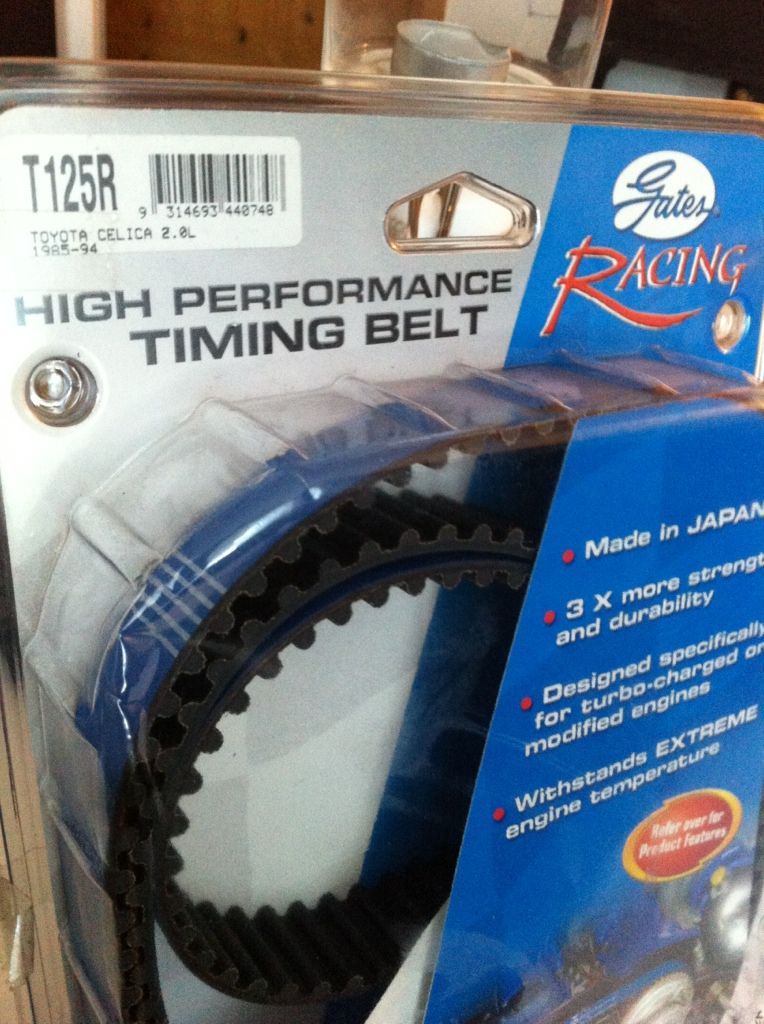 T125R
9 314693 440748
TOYOTA CELICA 2.0L
1985-94
Gates
RACING
HIGH PERFORMANCE
TIMING BELT
Made in JAPAN
3 X more strengt
and durability
Designed specifically
for turbo-charged or
modified engines
Withstands EXTREME
engine temperature
Refer over for
Product Features